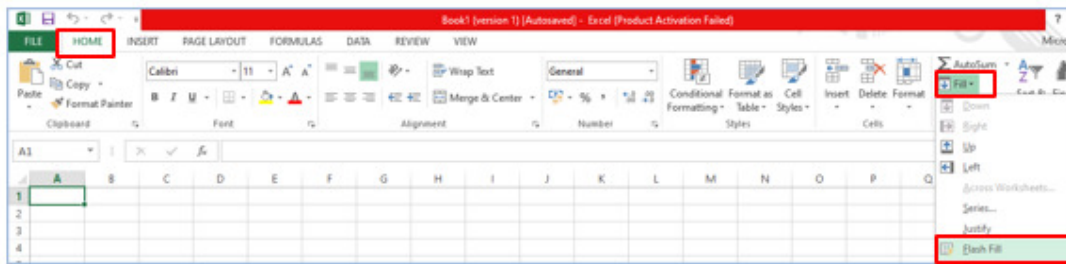 Book1 (version 1) [Autosaved] - Excel (Product Activation Failed) ?
FILE HOME INSERT PAGE LAYOUT FORMULAS DATA REVIEW VIEW
Cut
Copy
Format Painter
Paste
Clipboard
Calibri 11 A A
B I U A
Font
Wrap Text
Merge & Center
Alignment
General
% ,
Number
Conditional Formatting
Format as Table
Cell Styles
Styles
Insert Delete Format
Cells
AutoSum
Fill
Down
Right
Up
Left
Across Worksheets...
Series...
Justify
Flash Fill
A1 fx
A B C D E F G H I J K L M N O P Q
1
2
3
4